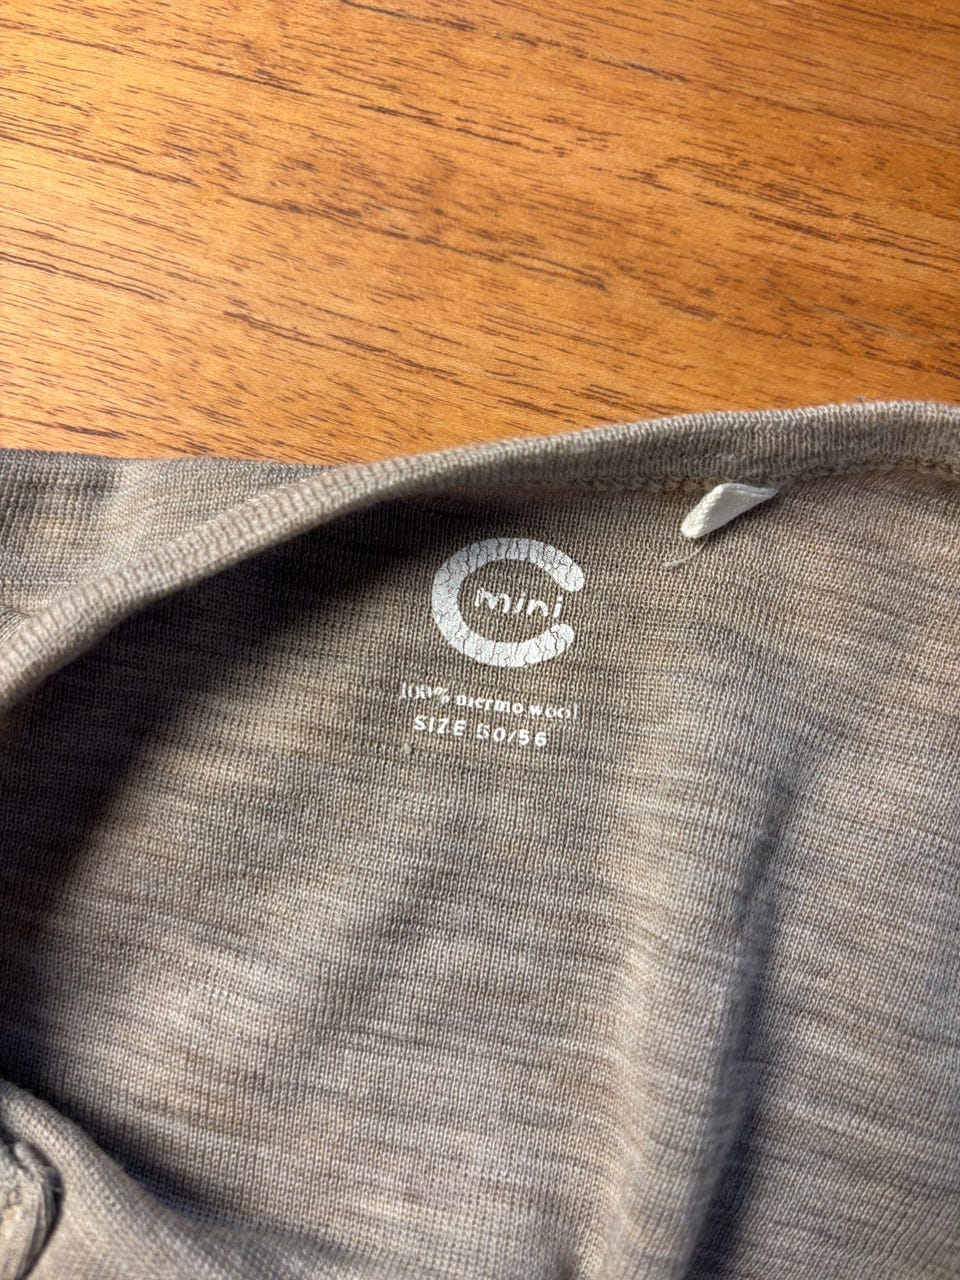 mini
100% merino wool
SIZE 50/56